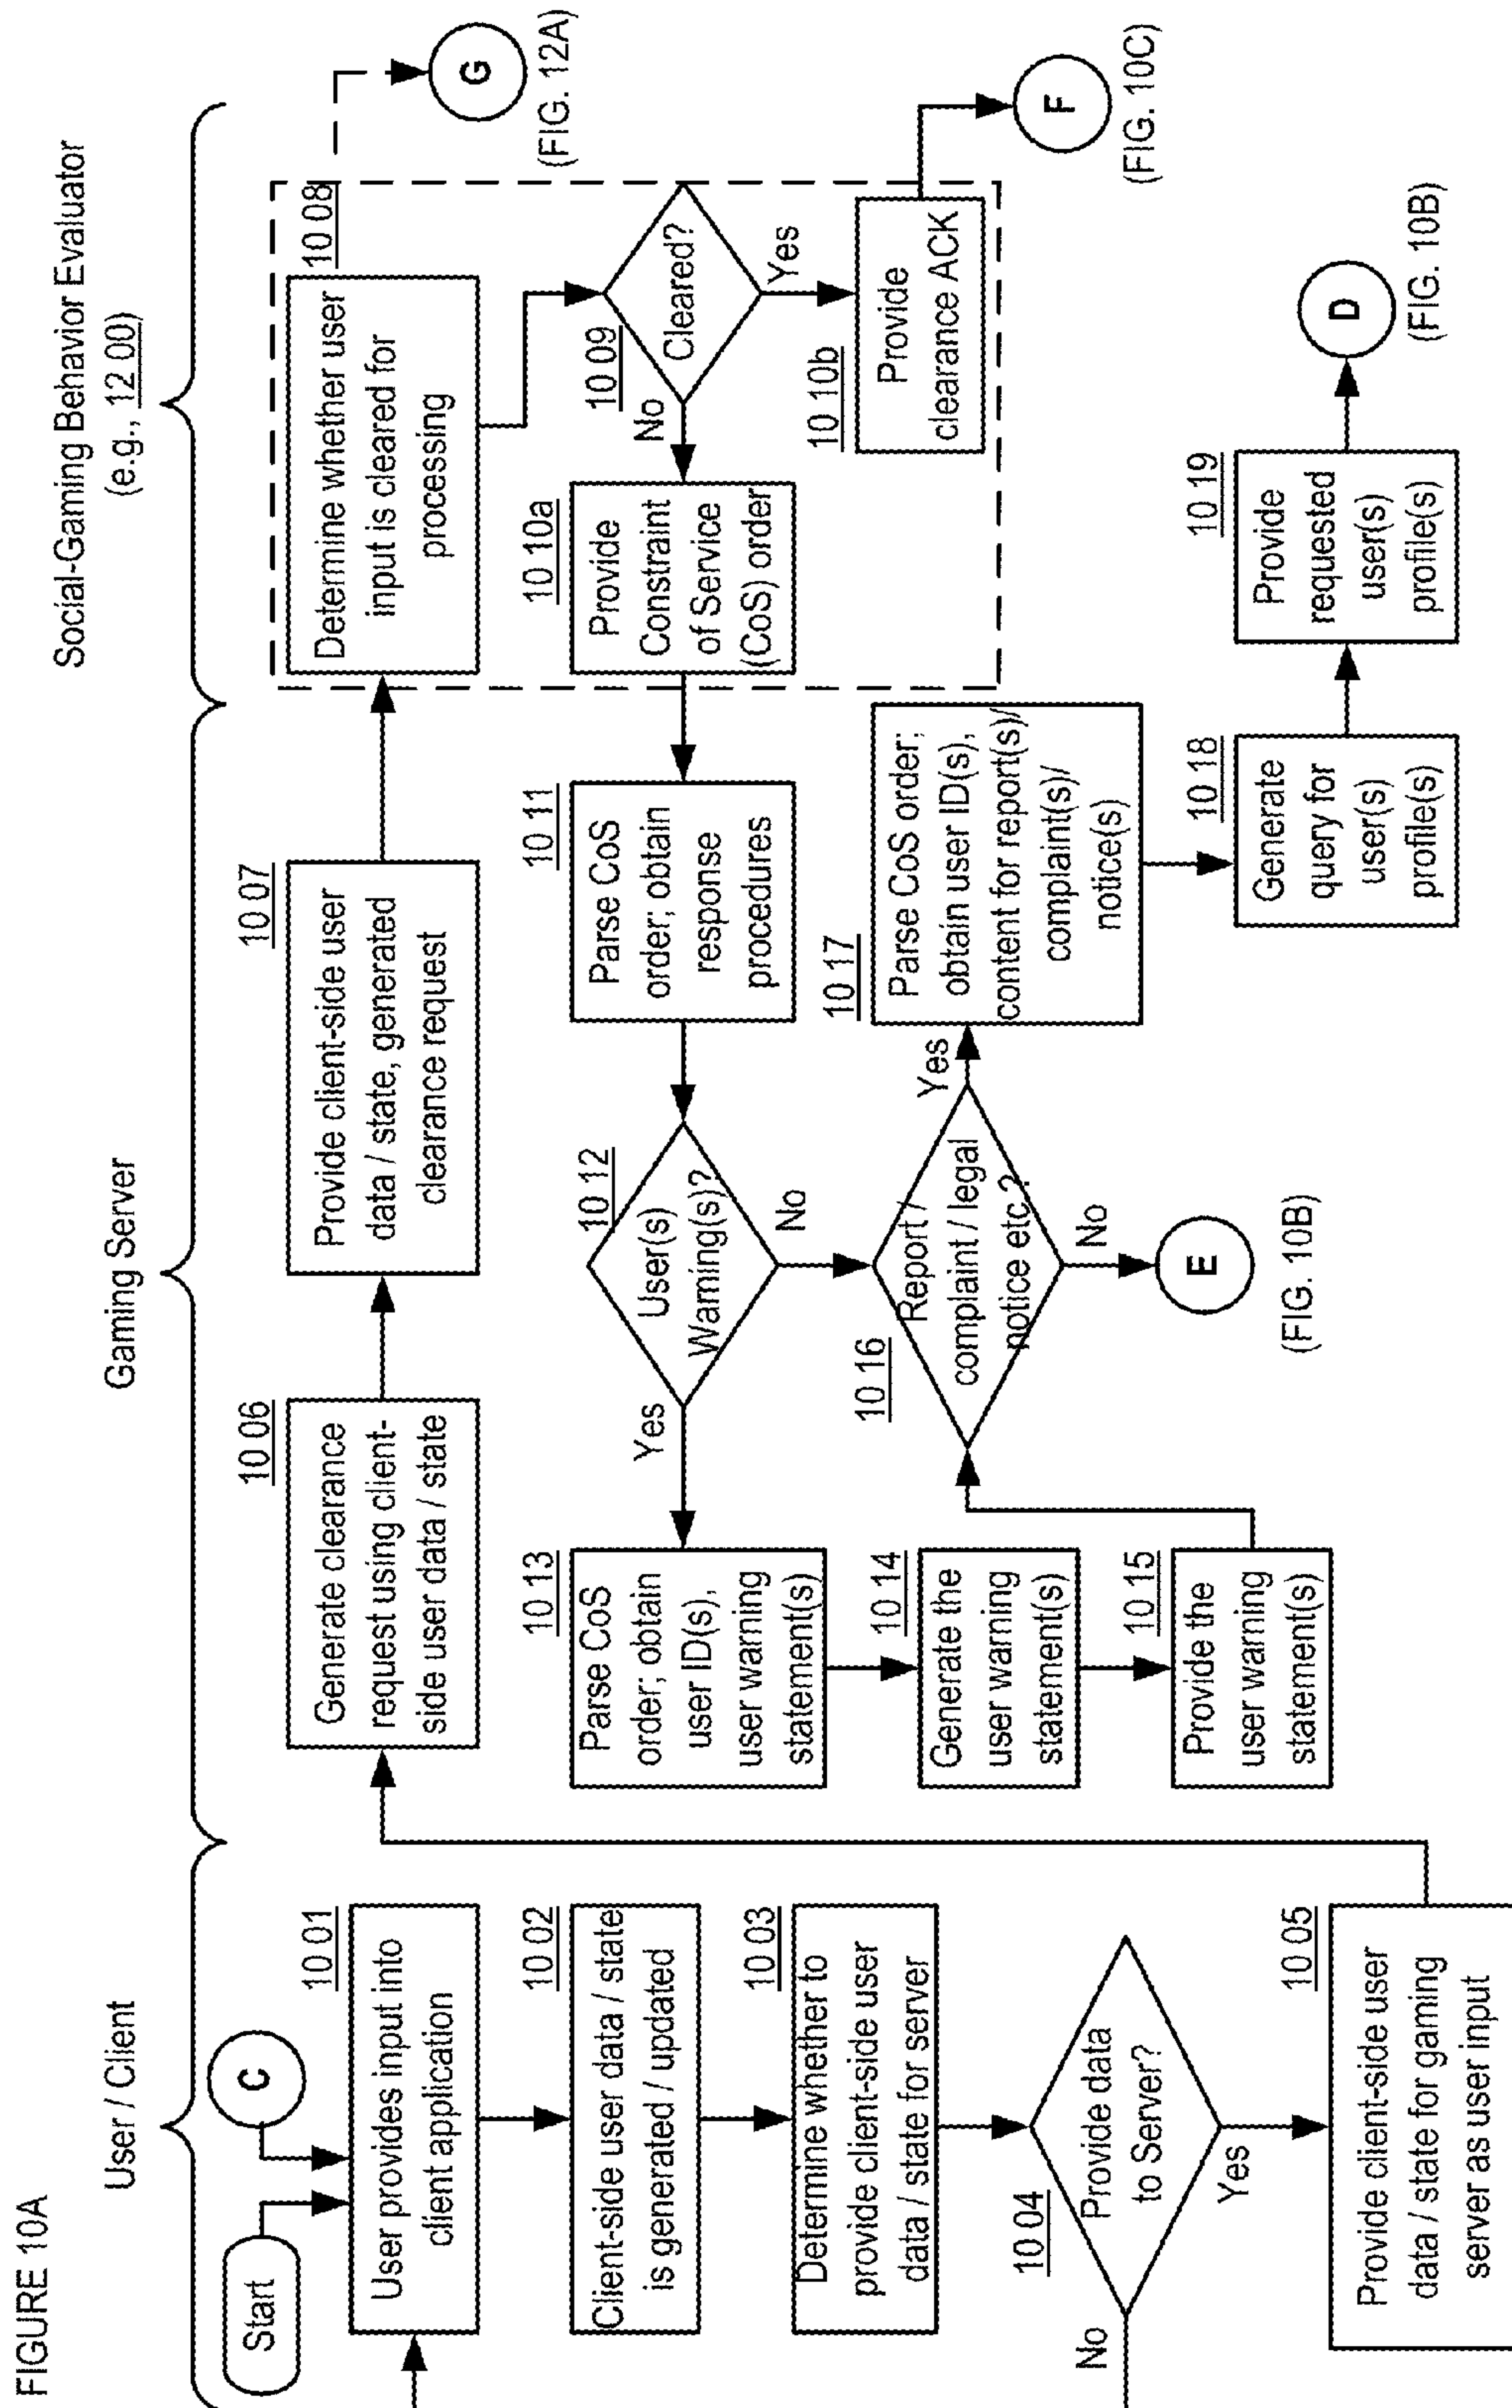 FIGURE 10A
User / Client
Gaming Server
Social-Gaming Behavior Evaluator
(e.g., 12 00)
Start
C
10 01
User provides input into
client application
10 02
Client-side user data / state
is generated / updated
10 03
Determine whether to
provide client-side user
data / state for server
10 04
Provide data
to Server?
No
Yes
10 05
Provide client-side user
data / state for gaming
server as user input
10 06
Generate clearance
request using client-
side user data / state
10 07
Provide client-side user
data / state, generated
clearance request
10 08
Determine whether user
input is cleared for
processing
G
(FIG. 12A)
10 09
Cleared?
No
Yes
10 10a
Provide
Constraint
of Service
(CoS) order
10 10b
Provide
clearance ACK
F
(FIG. 10C)
10 11
Parse CoS
order; obtain
response
procedures
10 12
User(s)
Warning(s)?
Yes
No
10 13
Parse CoS
order; obtain
user ID(s),
user warning
statement(s)
10 14
Generate the
user warning
statement(s)
10 15
Provide the
user warning
statement(s)
10 16
Report /
complaint / legal
notice etc.?
Yes
No
E
(FIG. 10B)
10 17
Parse CoS order;
obtain user ID(s),
content for report(s)/
complaint(s)/
notice(s)
10 18
Generate
query for
user(s)
profile(s)
10 19
Provide
requested
user(s)
profile(s)
D
(FIG. 10B)